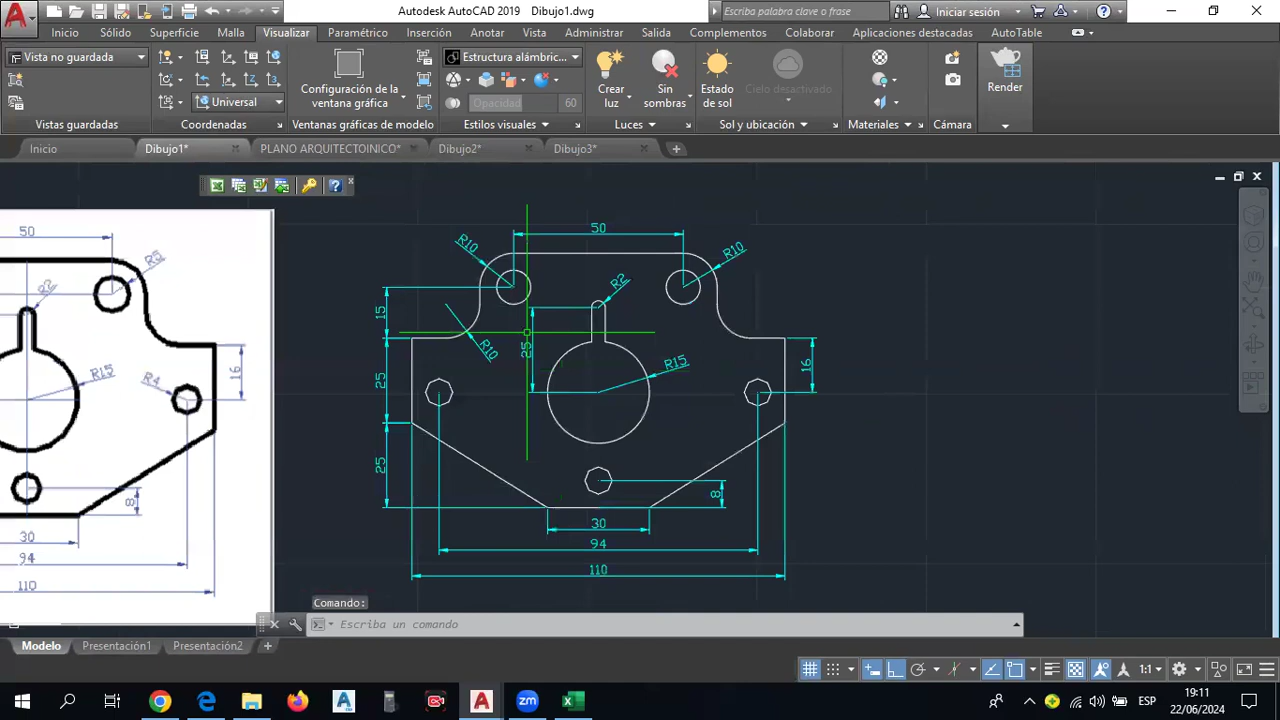 Autodesk AutoCAD 2019 Dibujo1.dwg
Escriba palabra clave o frase
Iniciar sesión
Inicio Sólido Superficie Malla Visualizar Paramétrico Inserción Anotar Vista Administrar Salida Complementos Colaborar Aplicaciones destacadas AutoTable
Vista no guardada
Universal
Configuración de la
ventana gráfica
Estructura alámbric...
Opacidad 60
Crear
luz
Sin
sombras
Estado
de sol
Cielo desactivado
Render
Vistas guardadas
Coordenadas
Ventanas gráficas de modelo
Estilos visuales
Luces
Sol y ubicación
Materiales
Cámara
Inicio
Dibujo1*
PLANO ARQUITECTOINICO*
Dibujo2*
Dibujo3*
50
R5
R2
R15
R4
16
8
30
94
110
50
R10
R10
R2
15
R10
25
R15
16
25
25
8
30
94
110
Comando:
Escriba un comando
Modelo Presentación1 Presentación2
1:1
ESP
19:11
22/06/2024